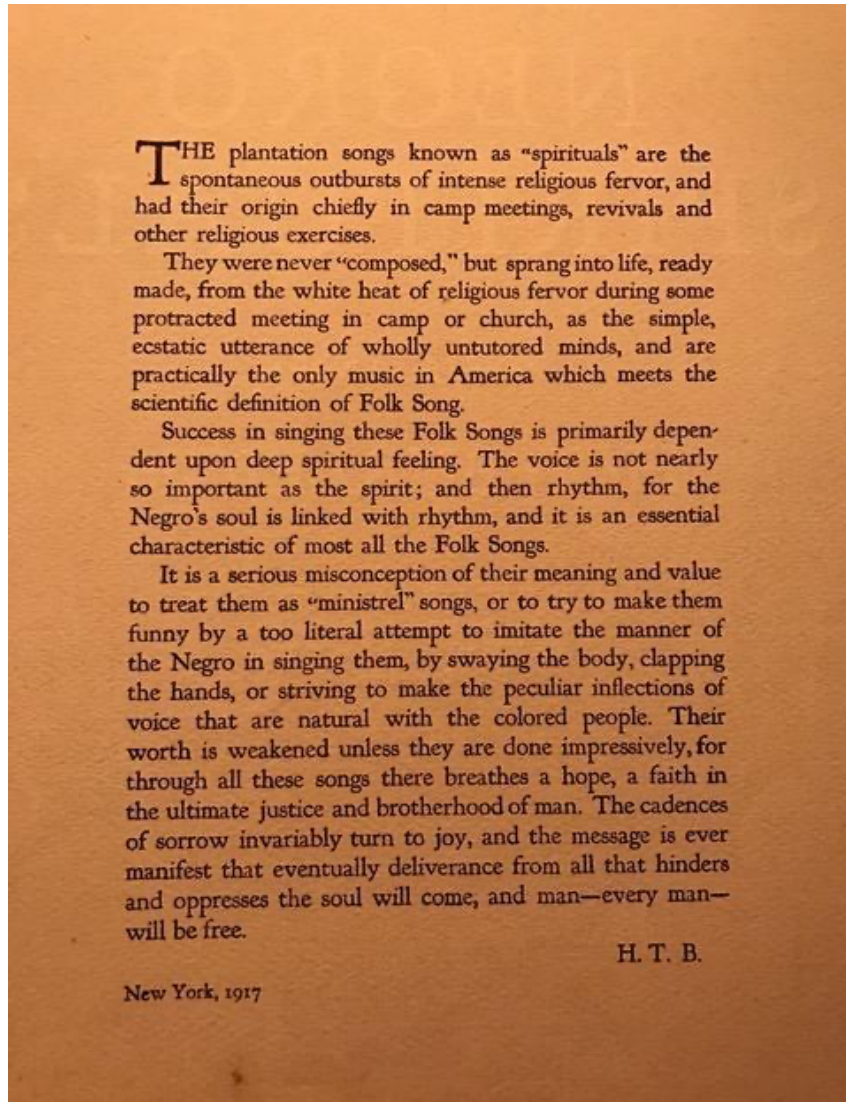 THE plantation songs known as “spirituals” are the
spontaneous outbursts of intense religious fervor, and
had their origin chiefly in camp meetings, revivals and
other religious exercises.
They were never “composed,” but sprang into life, ready
made, from the white heat of religious fervor during some
protracted meeting in camp or church, as the simple,
ecstatic utterance of wholly untutored minds, and are
practically the only music in America which meets the
scientific definition of Folk Song.
Success in singing these Folk Songs is primarily depen-
dent upon deep spiritual feeling. The voice is not nearly
so important as the spirit; and then rhythm, for the
Negro's soul is linked with rhythm, and it is an essential
characteristic of most all the Folk Songs.
It is a serious misconception of their meaning and value
to treat them as “ministrel” songs, or to try to make them
funny by a too literal attempt to imitate the manner of
the Negro in singing them, by swaying the body, clapping
the hands, or striving to make the peculiar inflections of
voice that are natural with the colored people. Their
worth is weakened unless they are done impressively, for
through all these songs there breathes a hope, a faith in
the ultimate justice and brotherhood of man. The cadences
of sorrow invariably turn to joy, and the message is ever
manifest that eventually deliverance from all that hinders
and oppresses the soul will come, and man—every man—
will be free.
H. T. B.
New York, 1917